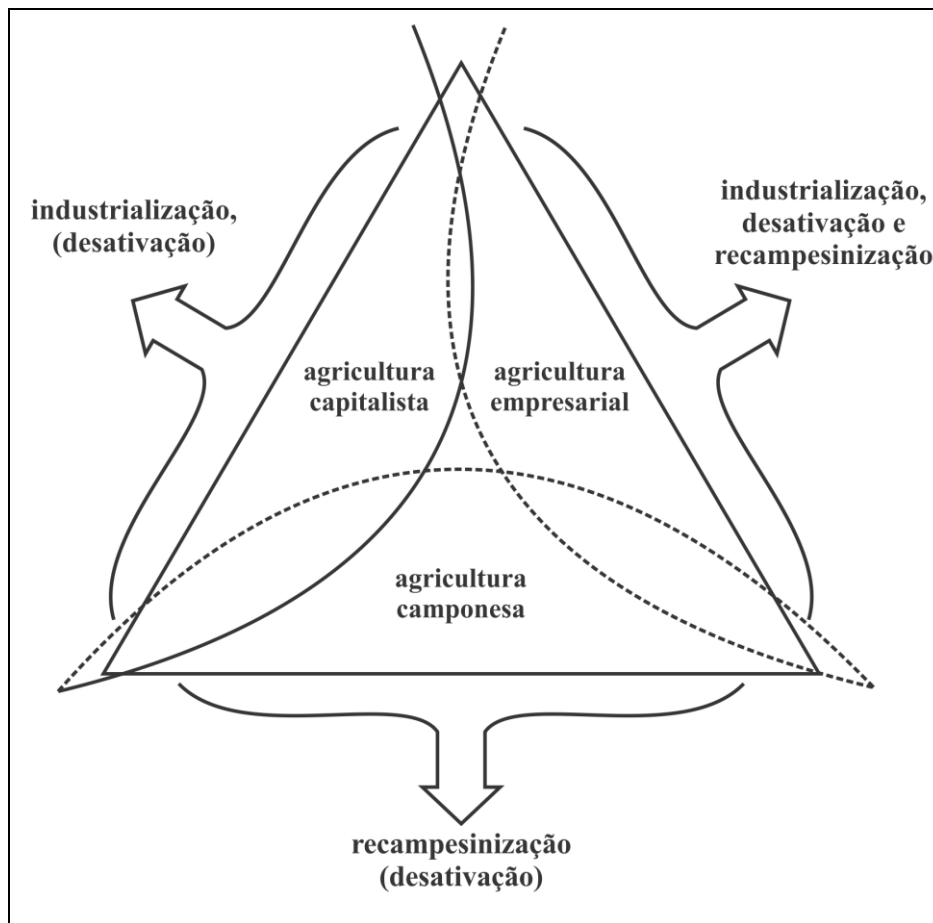 industrialização,
(desativação)
industrialização,
desativação e
recampesinização
agricultura
capitalista
agricultura
empresarial
agricultura
camponesa
recampesinização
(desativação)